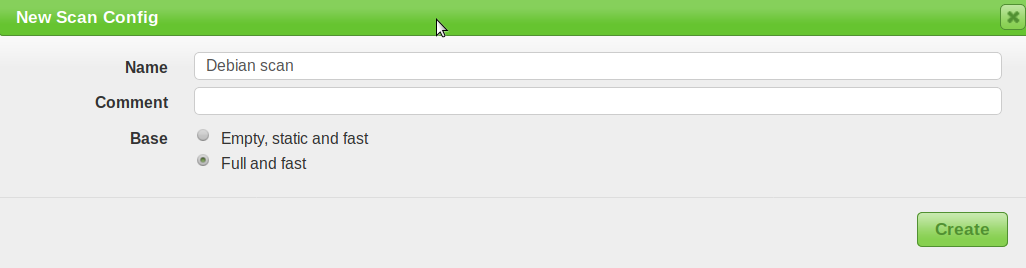 New Scan Config
Name
Debian scan
Comment
Base
Empty, static and fast
Full and fast
Create